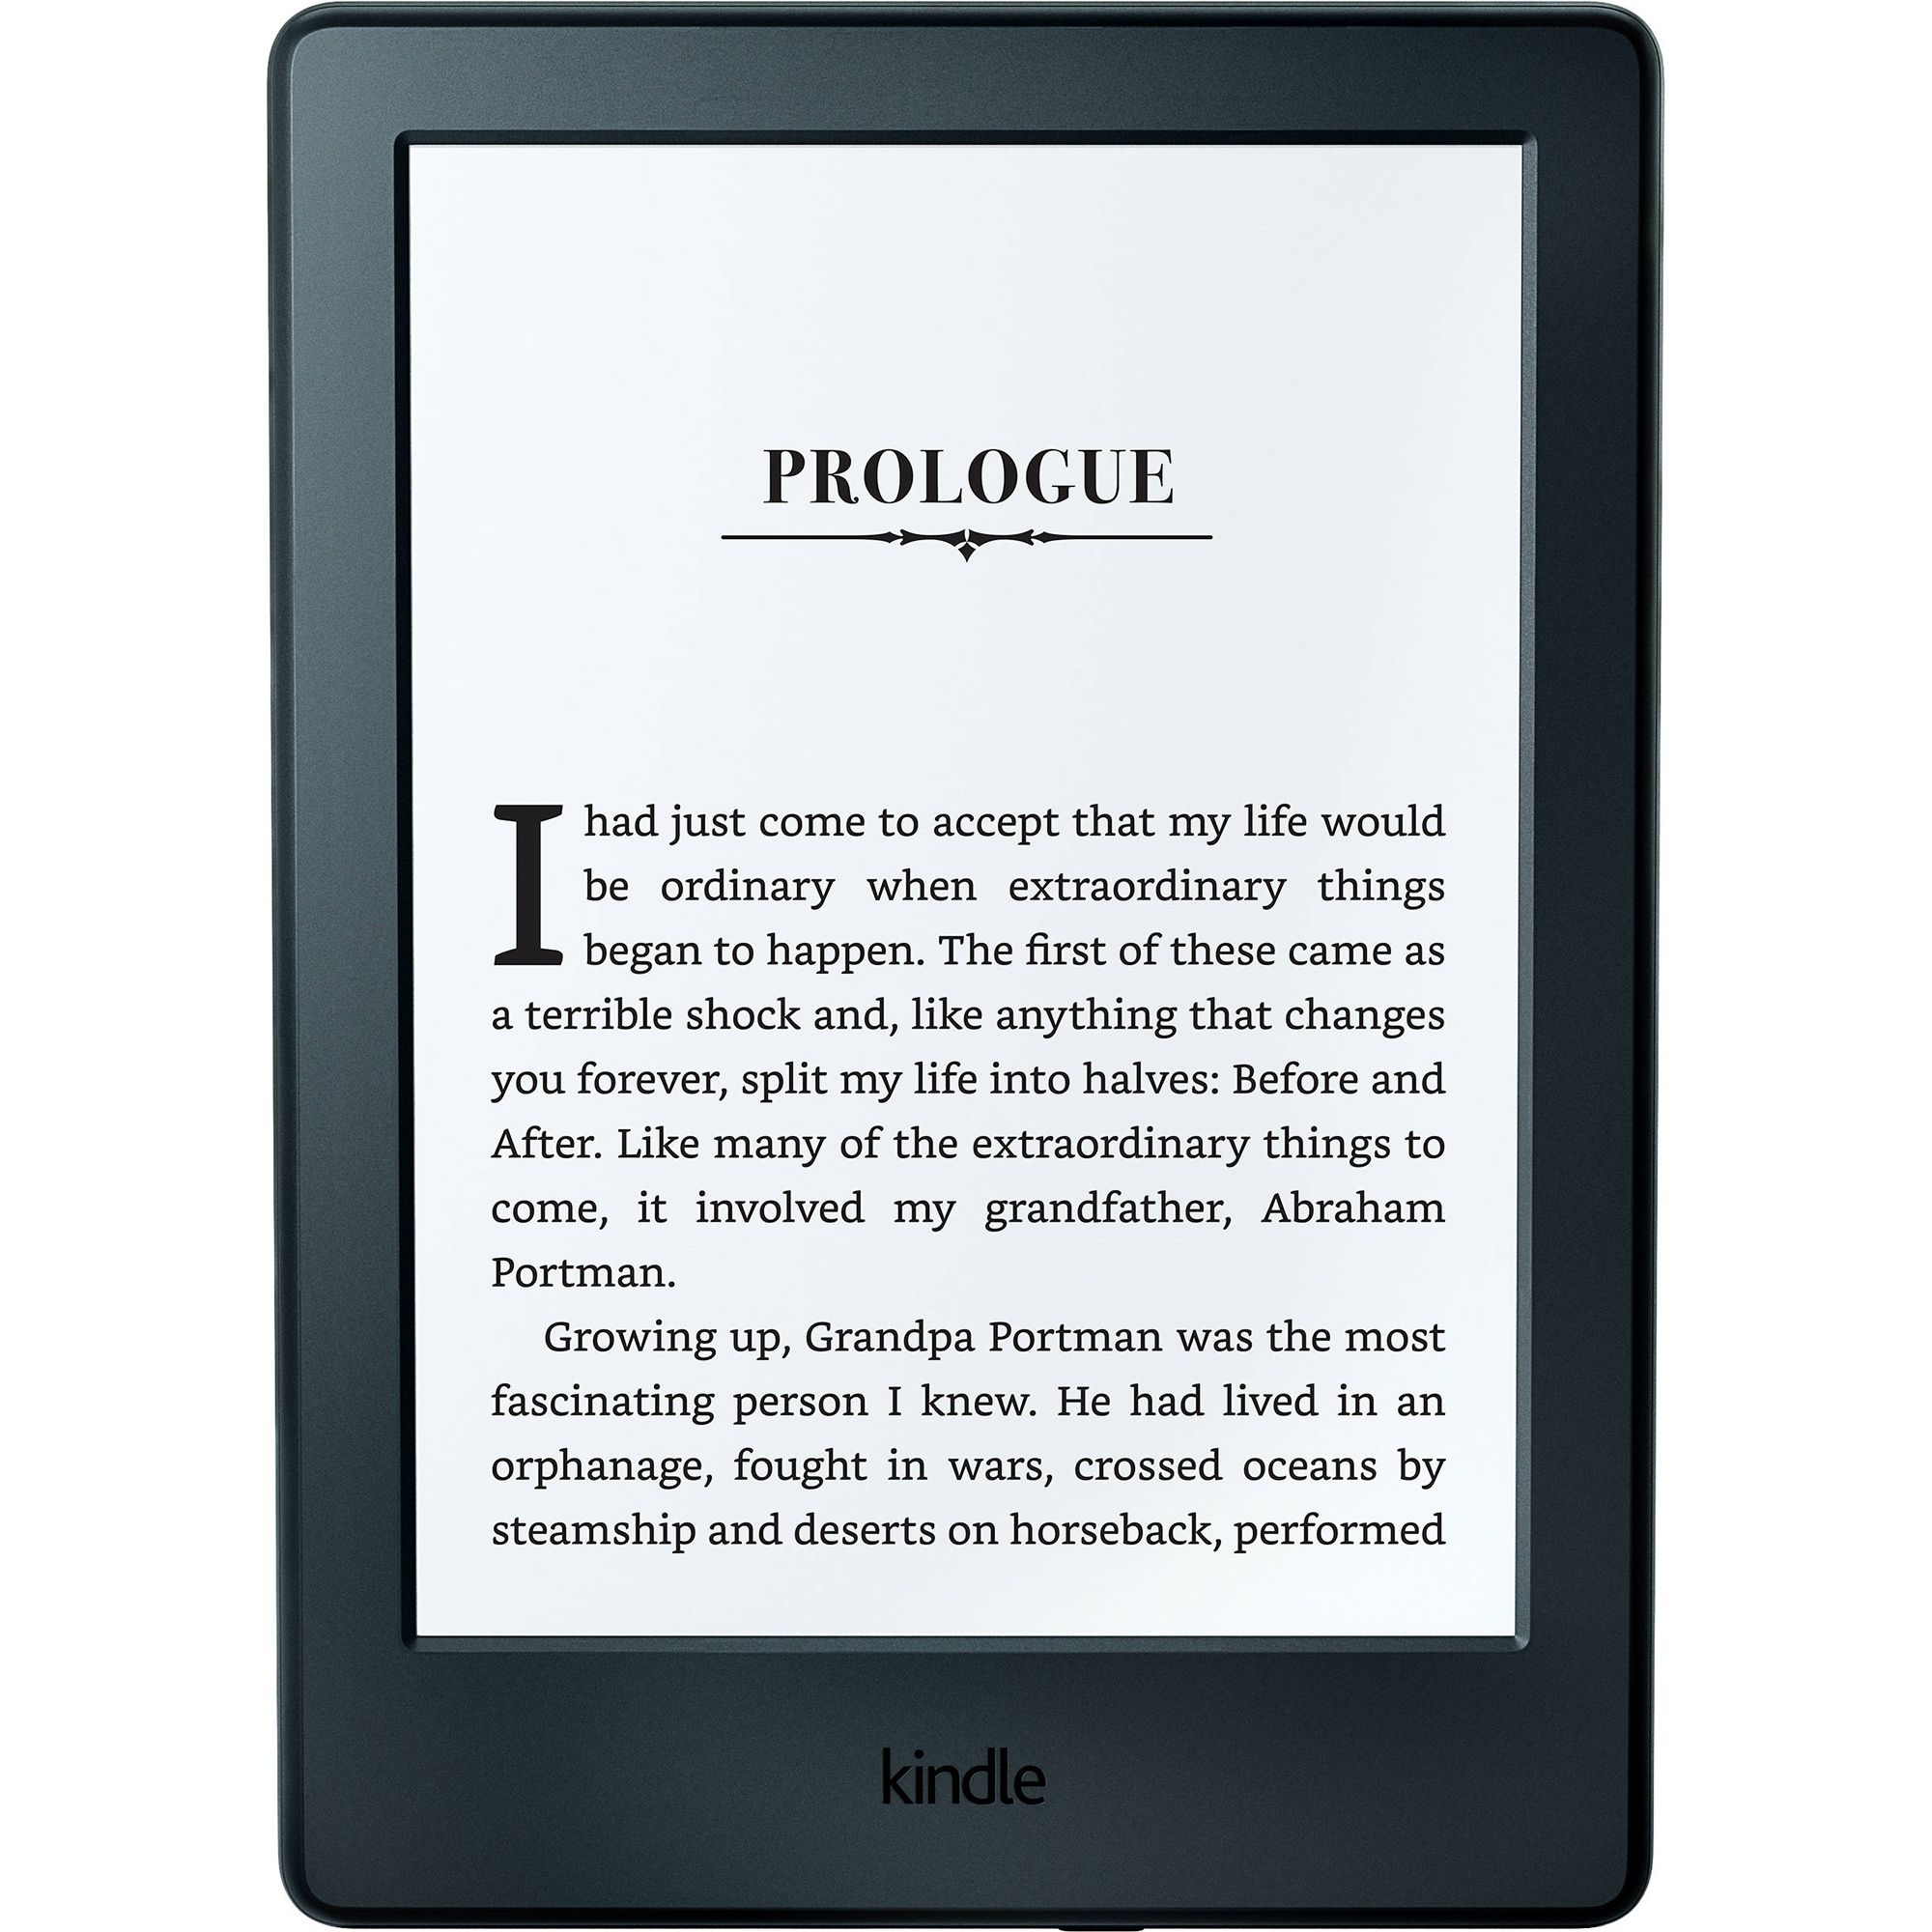 PROLOGUE
I had just come to accept that my life would
be ordinary when extraordinary things
began to happen. The first of these came as
a terrible shock and, like anything that changes
you forever, split my life into halves: Before and
After. Like many of the extraordinary things to
come, it involved my grandfather, Abraham
Portman.
Growing up, Grandpa Portman was the most
fascinating person I knew. He had lived in an
orphanage, fought in wars, crossed oceans by
steamship and deserts on horseback, performed
kindle